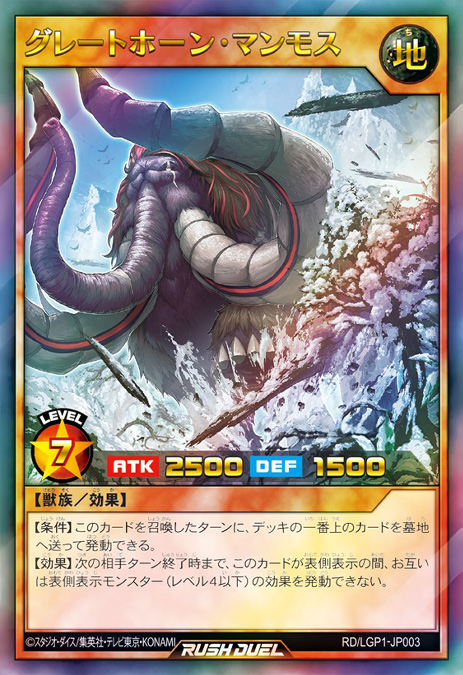 グレートホーン・マンモス
地
LEVEL
7
ATK 2500 DEF 1500
【獣族／効果】
【条件】このカードを召喚したターンに、デッキの一番上のカードを墓地
へ送って発動できる。
【効果】次の相手ターン終了時まで、このカードが表側表示の間、お互い
は表側表示モンスター（レベル４以下）の効果を発動できない。
©スタジオ・ダイス/集英社・テレビ東京・KONAMI
RUSH DUEL
RD/LGP1-JP003